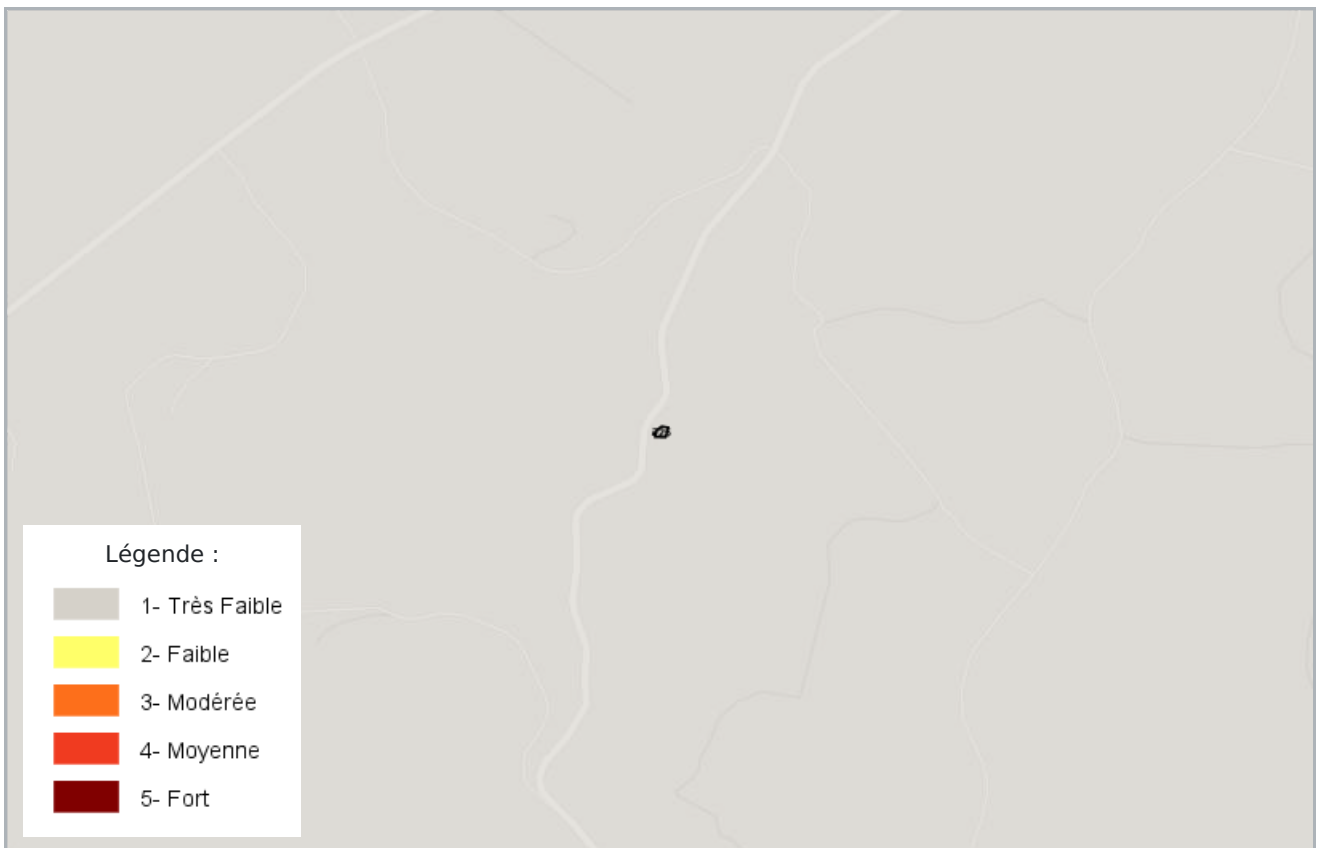 Légende :
1- Très Faible
2- Faible
3- Modérée
4- Moyenne
5- Fort